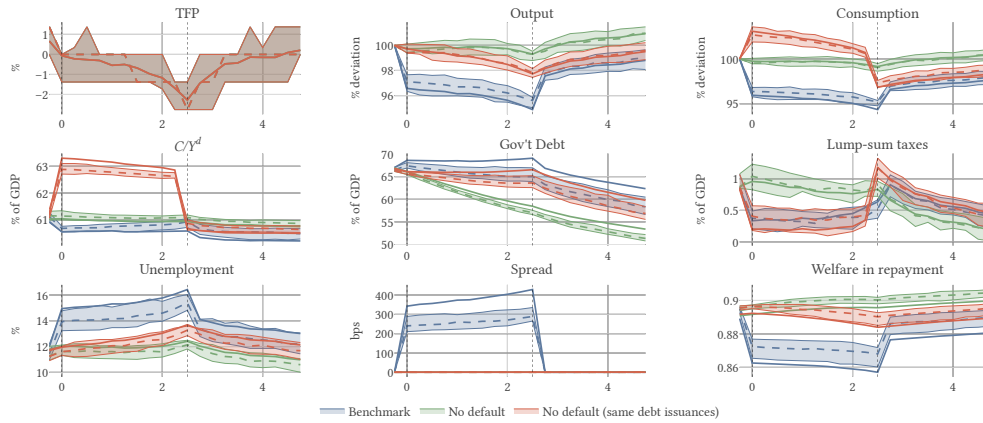 TFP
Output
Consumption
%
% deviation
% deviation
1
0
−1
−2
100
98
96
100
95
0 2 4
0 2 4
0 2 4
C/Yᵈ
Gov't Debt
Lump-sum taxes
% of GDP
% of GDP
% of GDP
63
62
61
70
65
60
55
50
1
0.5
0
0 2 4
0 2 4
0 2 4
Unemployment
Spread
Welfare in repayment
%
bps
16
14
12
10
400
300
200
100
0
0.9
0.88
0.86
0 2 4
0 2 4
0 2 4
Benchmark No default No default (same debt issuances)